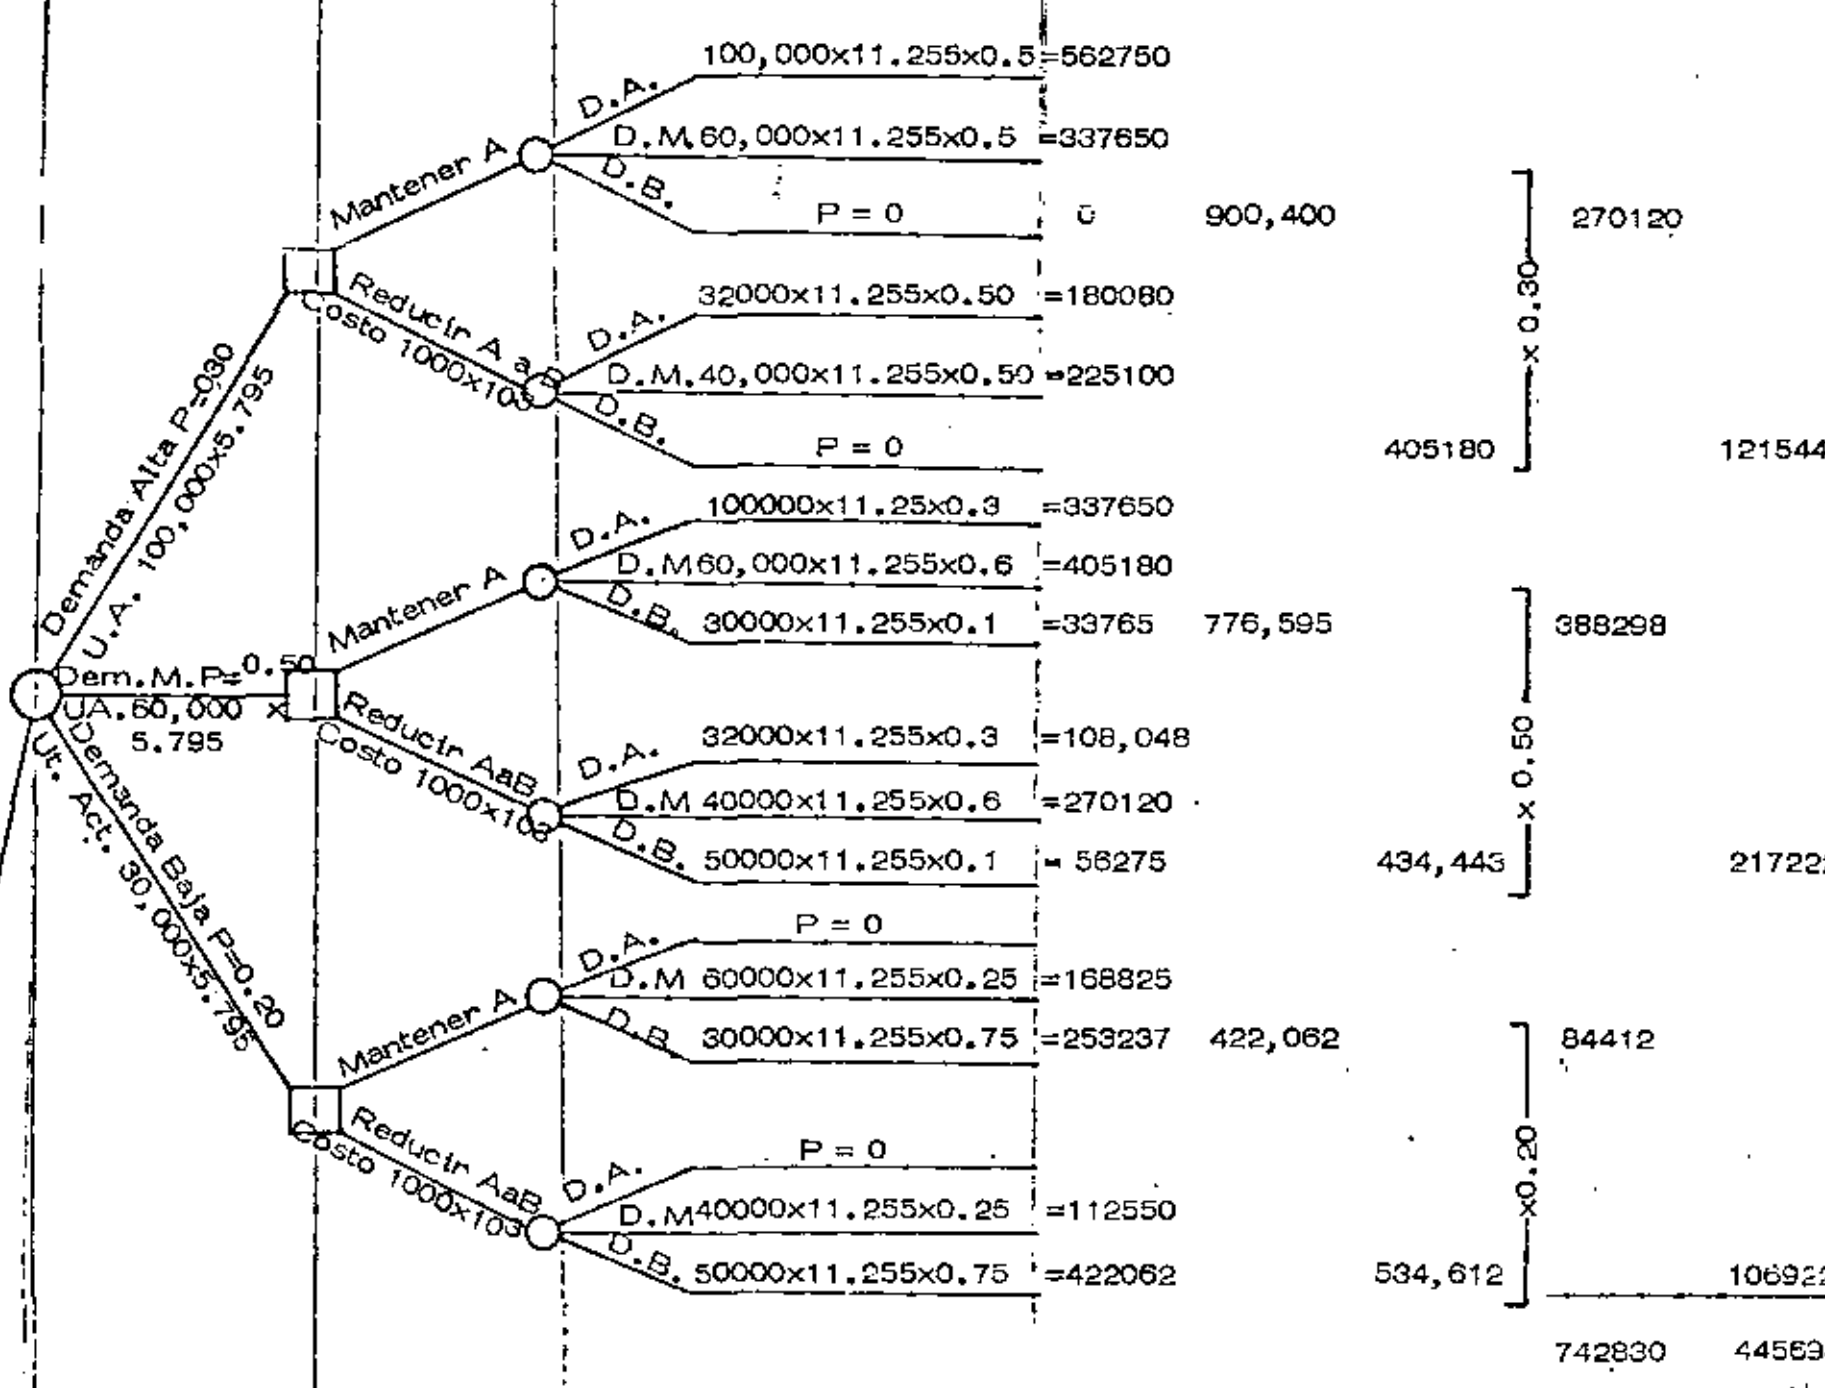 100,000x11.255x0.5 =562750
D.A.
D.M.60,000x11.255x0.5 =337650
Mantener A
D.B.
P = 0 0 900,400 270120
x 0.30
Reducir A a B
Costo 1000x103
32000x11.255x0.50 =180080
D.A.
D.M.40,000x11.255x0.50 =225100
D.B.
P = 0 405180 121544
Demanda Alta P=030
U.A. 100,000x5.795
100000x11.25x0.3 =337650
D.A.
D.M60,000x11.255x0.6 =405180
Mantener A
D.B.
30000x11.255x0.1 =33765 776,595 388298
Dem.M.P=0.50
UA.60,000 x
5.795
x 0.50
Reducir AaB
Costo 1000x103
32000x11.255x0.3 =108,048
D.A.
D.M 40000x11.255x0.6 =270120
D.B.
50000x11.255x0.1 = 56275 434,443 21722
Demanda Baja P=0.20
Ut. Act. 30,000x5.795
P = 0
D.A.
D.M 60000x11.255x0.25 =168825
Mantener A
D.B
30000x11.255x0.75 =253237 422,062 84412
x0.20
Reducir AaB
Costo 1000x103
P = 0
D.A.
D.M40000x11.255x0.25 =112550
D.B.
50000x11.255x0.75 =422062 534,612 106922
742830 44569